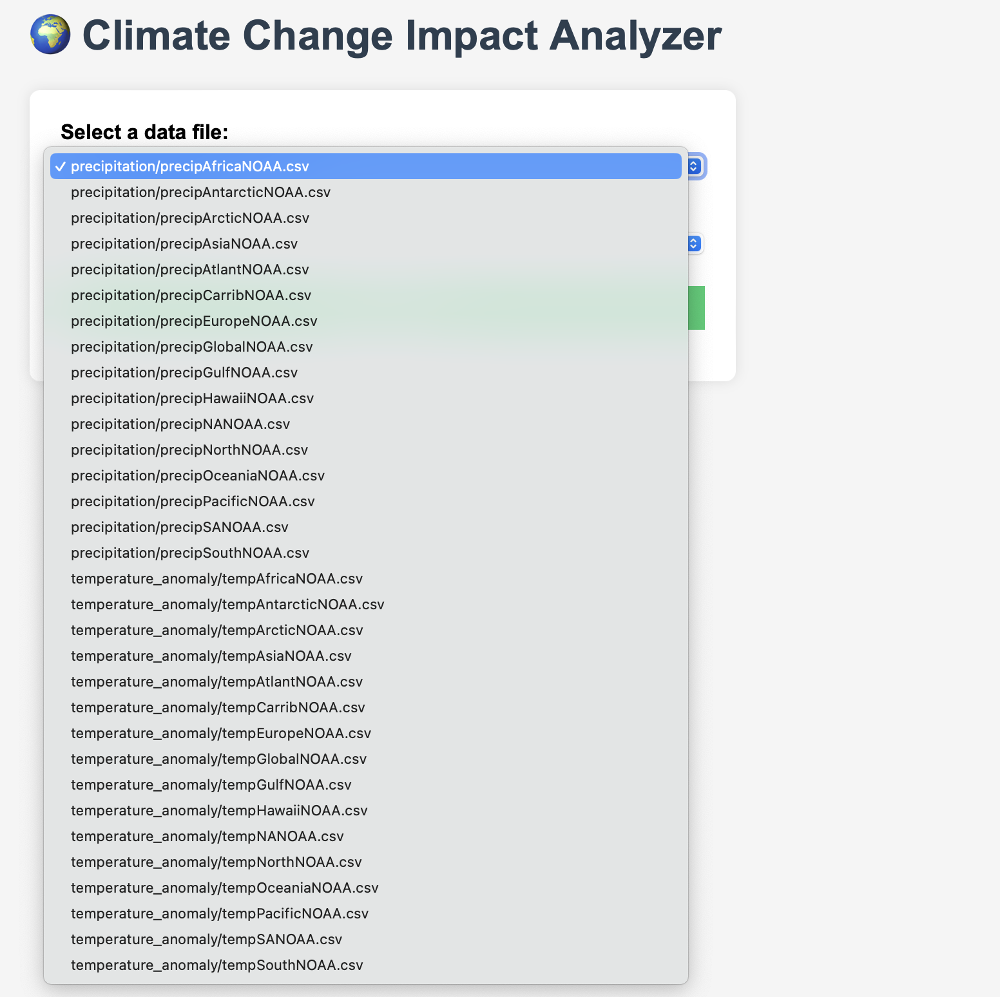 Climate Change Impact Analyzer
Select a data file:
precipitation/precipAfricaNOAA.csv
precipitation/precipAntarcticNOAA.csv
precipitation/precipArcticNOAA.csv
precipitation/precipAsiaNOAA.csv
precipitation/precipAtlantNOAA.csv
precipitation/precipCarribNOAA.csv
precipitation/precipEuropeNOAA.csv
precipitation/precipGlobalNOAA.csv
precipitation/precipGulfNOAA.csv
precipitation/precipHawaiiNOAA.csv
precipitation/precipNANOAA.csv
precipitation/precipNorthNOAA.csv
precipitation/precipOceaniaNOAA.csv
precipitation/precipPacificNOAA.csv
precipitation/precipSANOAA.csv
precipitation/precipSouthNOAA.csv
temperature_anomaly/tempAfricaNOAA.csv
temperature_anomaly/tempAntarcticNOAA.csv
temperature_anomaly/tempArcticNOAA.csv
temperature_anomaly/tempAsiaNOAA.csv
temperature_anomaly/tempAtlantNOAA.csv
temperature_anomaly/tempCarribNOAA.csv
temperature_anomaly/tempEuropeNOAA.csv
temperature_anomaly/tempGlobalNOAA.csv
temperature_anomaly/tempGulfNOAA.csv
temperature_anomaly/tempHawaiiNOAA.csv
temperature_anomaly/tempNANOAA.csv
temperature_anomaly/tempNorthNOAA.csv
temperature_anomaly/tempOceaniaNOAA.csv
temperature_anomaly/tempPacificNOAA.csv
temperature_anomaly/tempSANOAA.csv
temperature_anomaly/tempSouthNOAA.csv